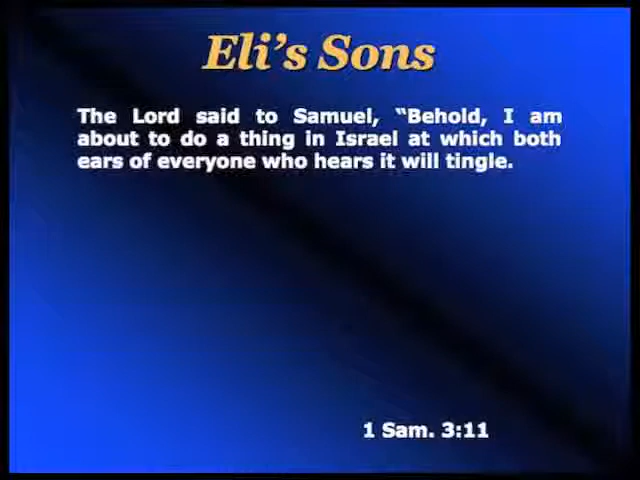 Eli's Sons
The Lord said to Samuel, “Behold, I am
about to do a thing in Israel at which both
ears of everyone who hears it will tingle.
1 Sam. 3:11